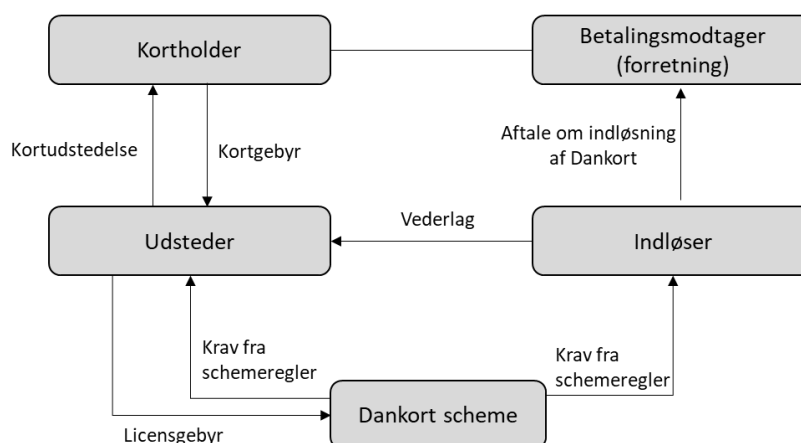 Kortholder
Betalingsmodtager
(forretning)
Kortudstedelse
Kortgebyr
Aftale om indløsning
af Dankort
Udsteder
Vederlag
Indløser
Krav fra
schemeregler
Krav fra
schemeregler
Dankort scheme
Licensgebyr